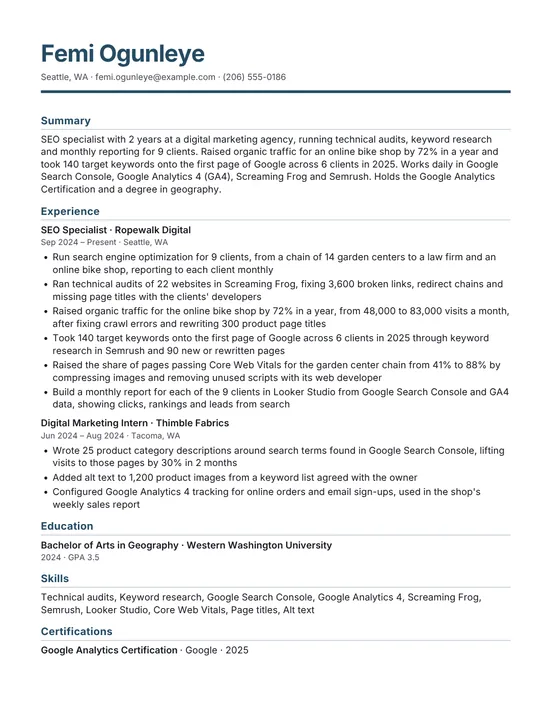 Femi Ogunleye
Seattle, WA · femi.ogunleye@example.com · (206) 555-0186
Summary
SEO specialist with 2 years at a digital marketing agency, running technical audits, keyword research
and monthly reporting for 9 clients. Raised organic traffic for an online bike shop by 72% in a year and
took 140 target keywords onto the first page of Google across 6 clients in 2025. Works daily in Google
Search Console, Google Analytics 4 (GA4), Screaming Frog and Semrush. Holds the Google Analytics
Certification and a degree in geography.
Experience
SEO Specialist · Ropewalk Digital
Sep 2024 – Present · Seattle, WA
• Run search engine optimization for 9 clients, from a chain of 14 garden centers to a law firm and an
online bike shop, reporting to each client monthly
• Ran technical audits of 22 websites in Screaming Frog, fixing 3,600 broken links, redirect chains and
missing page titles with the clients' developers
• Raised organic traffic for the online bike shop by 72% in a year, from 48,000 to 83,000 visits a month,
after fixing crawl errors and rewriting 300 product page titles
• Took 140 target keywords onto the first page of Google across 6 clients in 2025 through keyword
research in Semrush and 90 new or rewritten pages
• Raised the share of pages passing Core Web Vitals for the garden center chain from 41% to 88% by
compressing images and removing unused scripts with its web developer
• Build a monthly report for each of the 9 clients in Looker Studio from Google Search Console and GA4
data, showing clicks, rankings and leads from search
Digital Marketing Intern · Thimble Fabrics
Jun 2024 – Aug 2024 · Tacoma, WA
• Wrote 25 product category descriptions around search terms found in Google Search Console, lifting
visits to those pages by 30% in 2 months
• Added alt text to 1,200 product images from a keyword list agreed with the owner
• Configured Google Analytics 4 tracking for online orders and email sign-ups, used in the shop's
weekly sales report
Education
Bachelor of Arts in Geography · Western Washington University
2024 · GPA 3.5
Skills
Technical audits, Keyword research, Google Search Console, Google Analytics 4, Screaming Frog,
Semrush, Looker Studio, Core Web Vitals, Page titles, Alt text
Certifications
Google Analytics Certification · Google · 2025